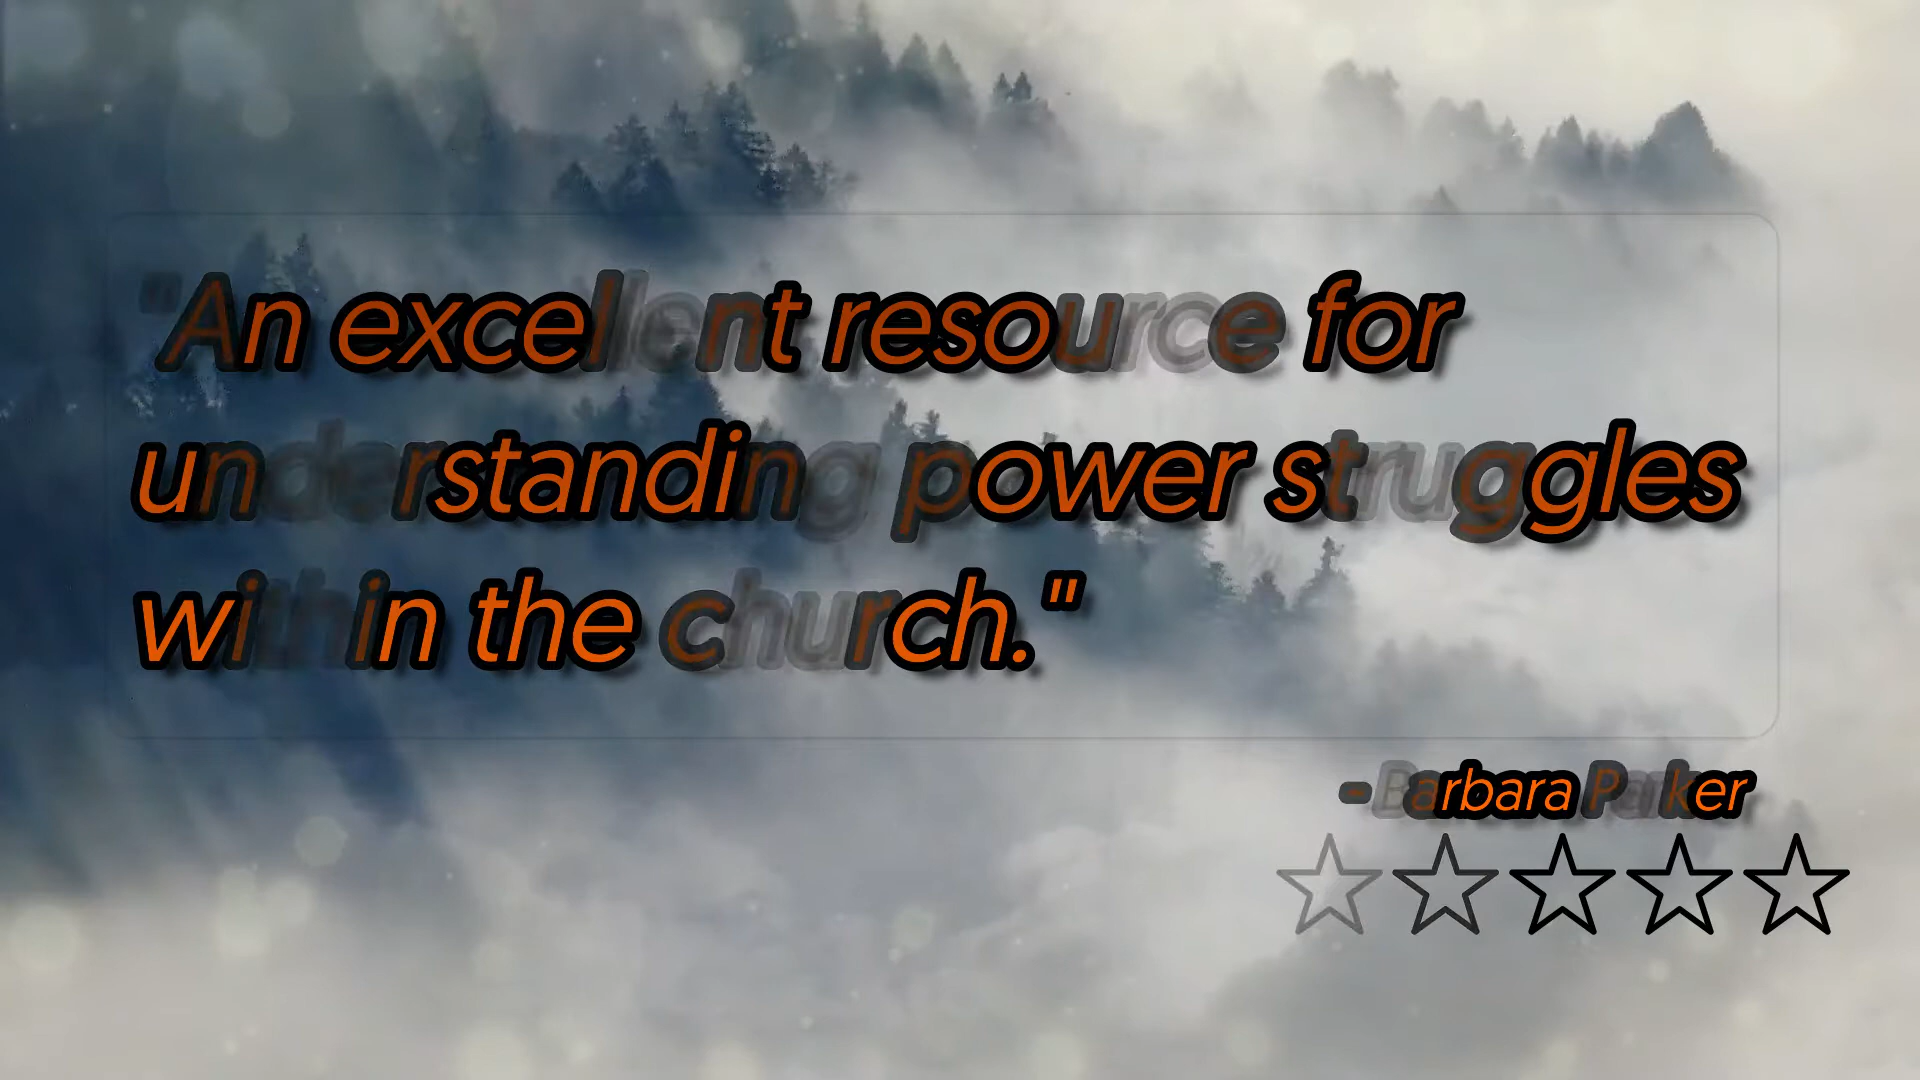 "An excellent resource for
understanding power struggles
within the church."
- Barbara Parker